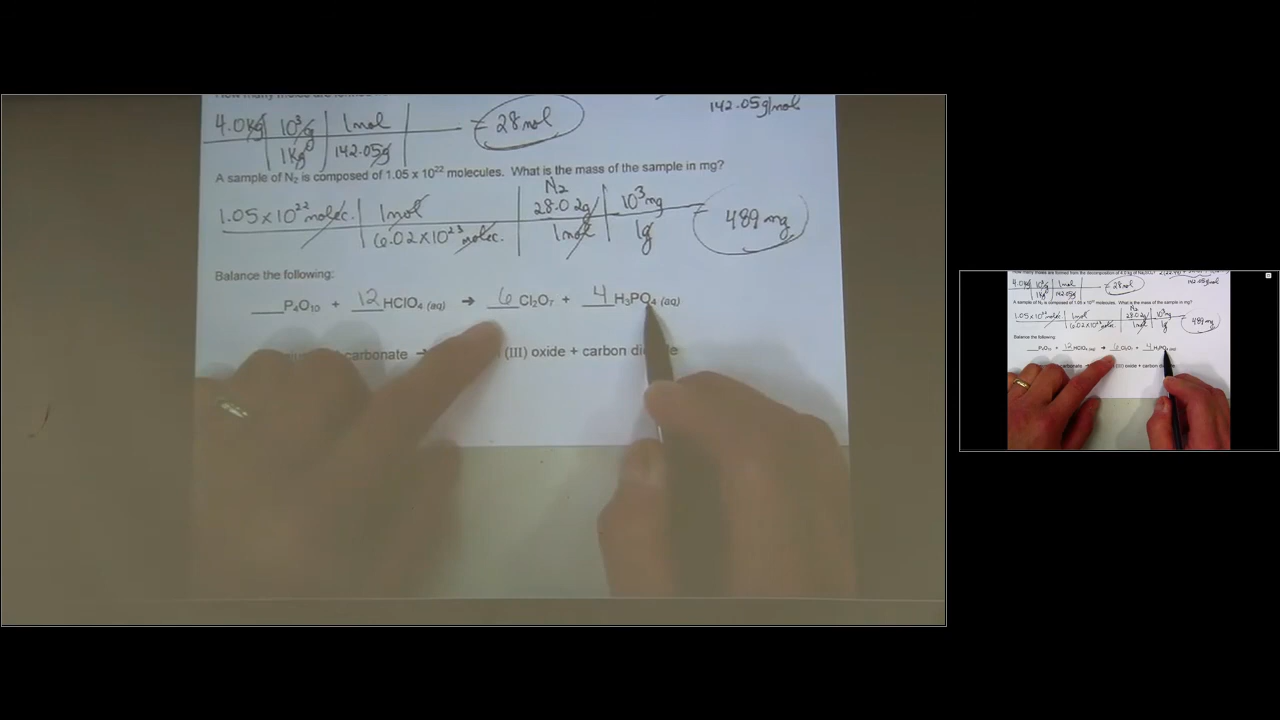 142.05g/mol
4.0kg | 10³g | 1mol = 28 mol
1kg | 142.05g
A sample of N₂ is composed of 1.05 x 10²² molecules. What is the mass of the sample in mg?
N₂
1.05 x 10²² molec. | 1mol | 28.02g | 10³mg = 489 mg
6.02 x 10²³ molec. | 1mol | 1g
Balance the following:
___P₄O₁₀ + 12 HClO₄ (aq) → 6 Cl₂O₇ + 4 H₃PO₄ (aq)
carbonate → (III) oxide + carbon